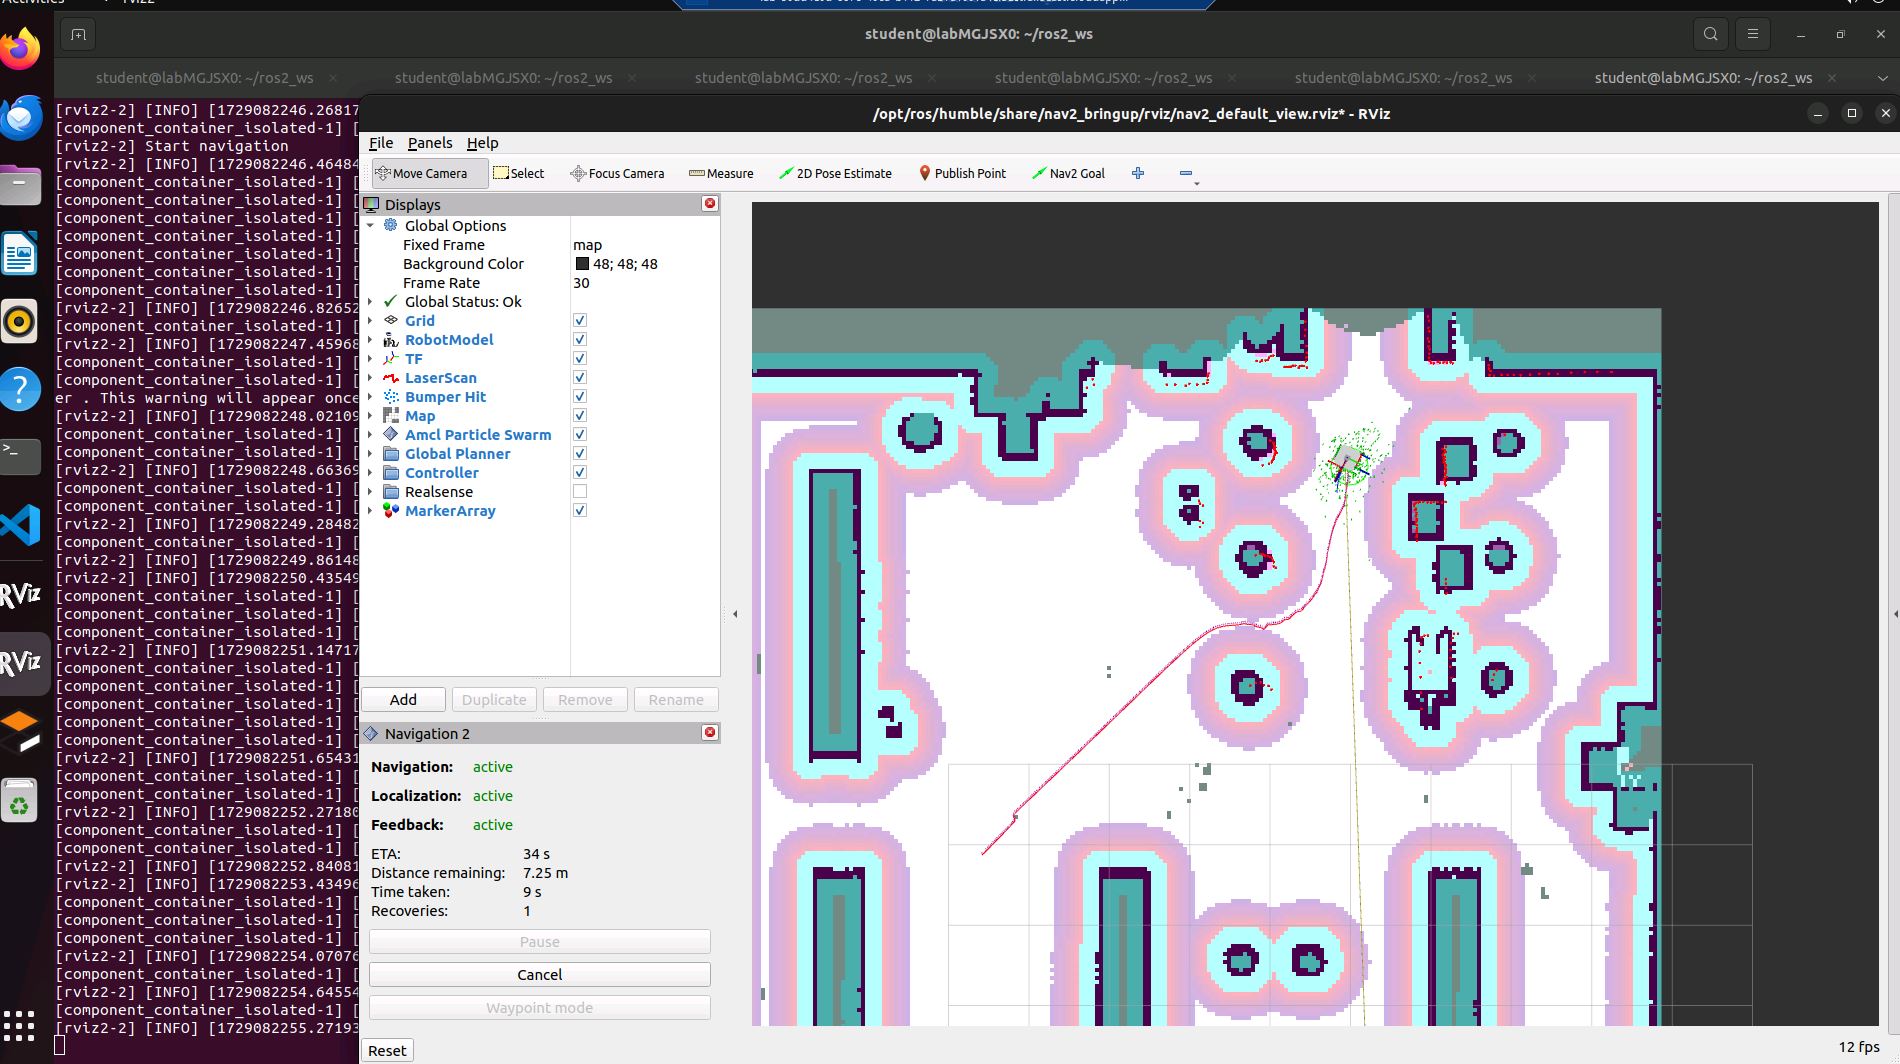 student@labMGJSX0: ~/ros2_ws
student@labMGJSX0: ~/ros2_ws
student@labMGJSX0: ~/ros2_ws
student@labMGJSX0: ~/ros2_ws
student@labMGJSX0: ~/ros2_ws
student@labMGJSX0: ~/ros2_ws
student@labMGJSX0: ~/ros2_ws
[rviz2-2] [INFO] [1729082246.26817
[component_container_isolated-1] [
[rviz2-2] Start navigation
[rviz2-2] [INFO] [1729082246.46484
[component_container_isolated-1] [
[component_container_isolated-1] [
[component_container_isolated-1] [
[component_container_isolated-1] [
[component_container_isolated-1] [
[component_container_isolated-1] [
[component_container_isolated-1] [
[rviz2-2] [INFO] [1729082246.82652
[component_container_isolated-1] [
[rviz2-2] [INFO] [1729082247.45968
[component_container_isolated-1] [
[component_container_isolated-1] [
er . This warning will appear once
[rviz2-2] [INFO] [1729082248.02109
[component_container_isolated-1] [
[component_container_isolated-1] [
[rviz2-2] [INFO] [1729082248.66369
[component_container_isolated-1] [
[component_container_isolated-1] [
[rviz2-2] [INFO] [1729082249.28482
[component_container_isolated-1] [
[rviz2-2] [INFO] [1729082249.86148
[rviz2-2] [INFO] [1729082250.43549
[component_container_isolated-1] [
[component_container_isolated-1] [
[component_container_isolated-1] [
[rviz2-2] [INFO] [1729082251.14717
[component_container_isolated-1] [
[component_container_isolated-1] [
[component_container_isolated-1] [
[component_container_isolated-1] [
[component_container_isolated-1] [
[rviz2-2] [INFO] [1729082251.65431
[component_container_isolated-1] [
[component_container_isolated-1] [
[rviz2-2] [INFO] [1729082252.27180
[component_container_isolated-1] [
[component_container_isolated-1] [
[rviz2-2] [INFO] [1729082252.84081
[rviz2-2] [INFO] [1729082253.43496
[component_container_isolated-1] [
[component_container_isolated-1] [
[component_container_isolated-1] [
[rviz2-2] [INFO] [1729082254.07076
[component_container_isolated-1] [
[rviz2-2] [INFO] [1729082254.64554
[component_container_isolated-1] [
[rviz2-2] [INFO] [1729082255.27193
RViz
RViz
/opt/ros/humble/share/nav2_bringup/rviz/nav2_default_view.rviz* - RViz
File Panels Help
Move Camera Select Focus Camera Measure 2D Pose Estimate Publish Point Nav2 Goal
Displays
Global Options
Fixed Frame map
Background Color 48; 48; 48
Frame Rate 30
Global Status: Ok
Grid
RobotModel
TF
LaserScan
Bumper Hit
Map
Amcl Particle Swarm
Global Planner
Controller
Realsense
MarkerArray
Add Duplicate Remove Rename
Navigation 2
Navigation: active
Localization: active
Feedback: active
ETA: 34 s
Distance remaining: 7.25 m
Time taken: 9 s
Recoveries: 1
Pause
Cancel
Waypoint mode
Reset
12 fps